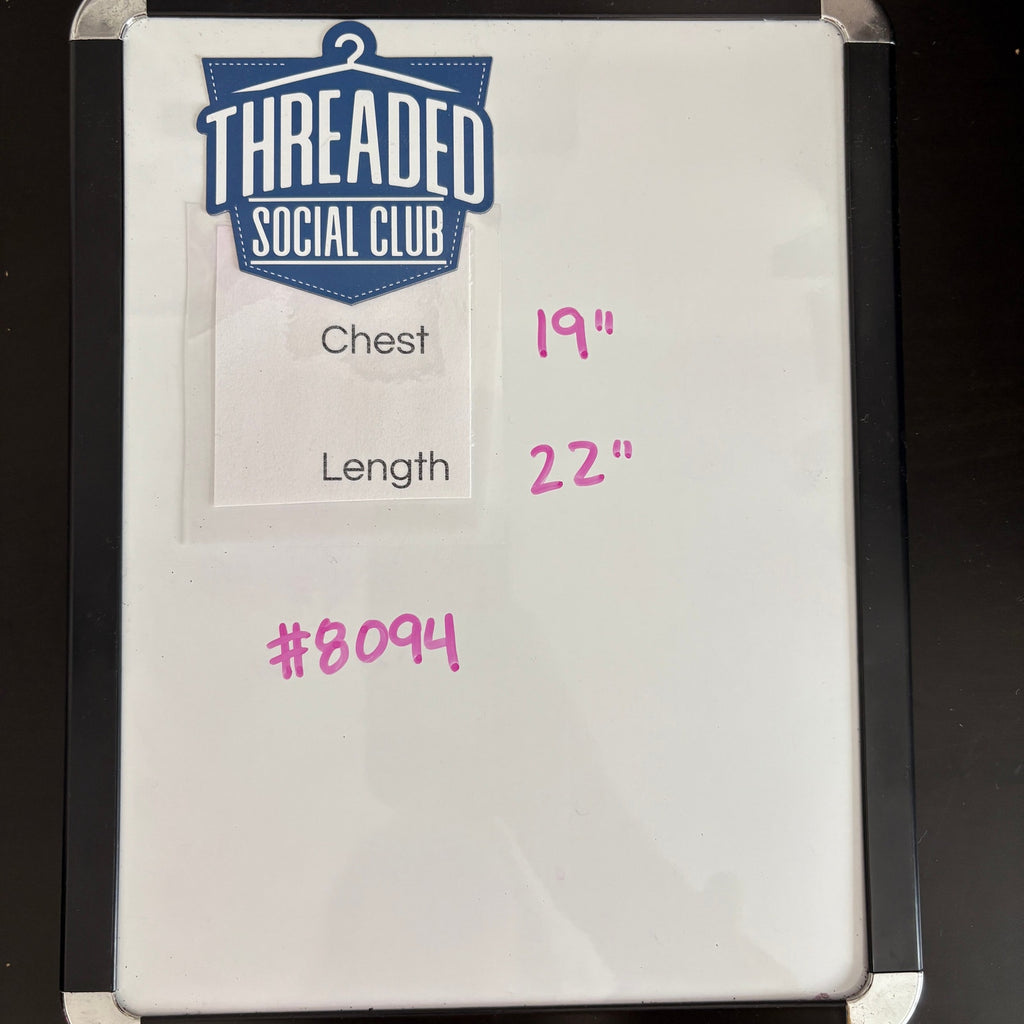 THREADED
SOCIAL CLUB
Chest 19"
Length 22"
#8094